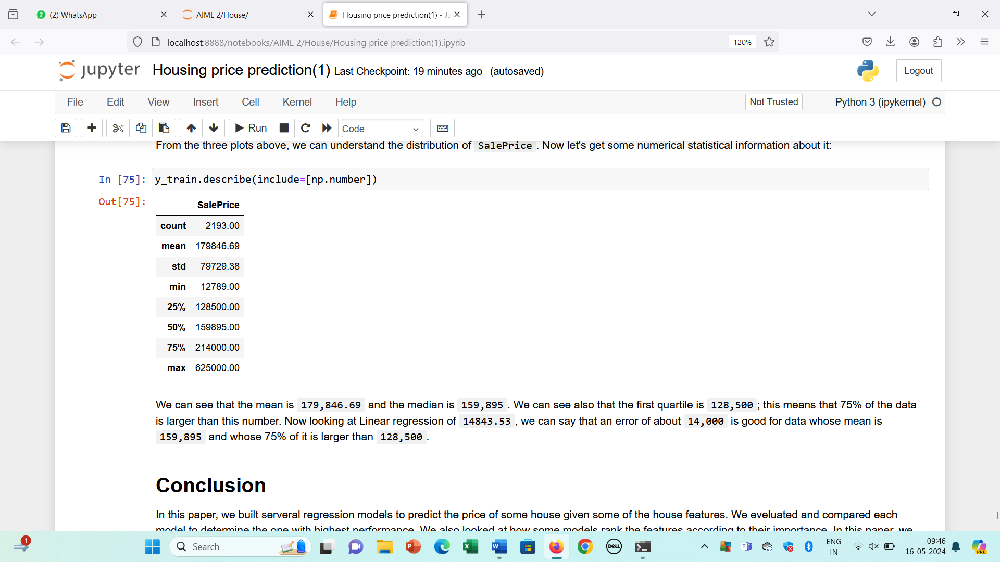 2
(2) WhatsApp
AIML 2/House/
Housing price prediction(1) - Ju
localhost:8888/notebooks/AIML 2/House/Housing price prediction(1).ipynb
120%
jupyter Housing price prediction(1) Last Checkpoint: 19 minutes ago (autosaved)
Logout
File Edit View Insert Cell Kernel Help
Not Trusted
Python 3 (ipykernel)
Run
Code
From the three plots above, we can understand the distribution of SalePrice . Now let's get some numerical statistical information about it:
In [75]: y_train.describe(include=[np.number])
Out[75]:
SalePrice
count 2193.00
mean 179846.69
std 79729.38
min 12789.00
25% 128500.00
50% 159895.00
75% 214000.00
max 625000.00
We can see that the mean is 179,846.69 and the median is 159,895 . We can see also that the first quartile is 128,500 ; this means that 75% of the data
is larger than this number. Now looking at Linear regression of 14843.53 , we can say that an error of about 14,000 is good for data whose mean is
159,895 and whose 75% of it is larger than 128,500 .
Conclusion
In this paper, we built serveral regression models to predict the price of some house given some of the house features. We eveluated and compared each
model to determine the one with highest performance. We also looked at how some models rank the features according to their importance. In this paper, we
1
Search
DELL
ENG
IN
09:46
16-05-2024
PRE